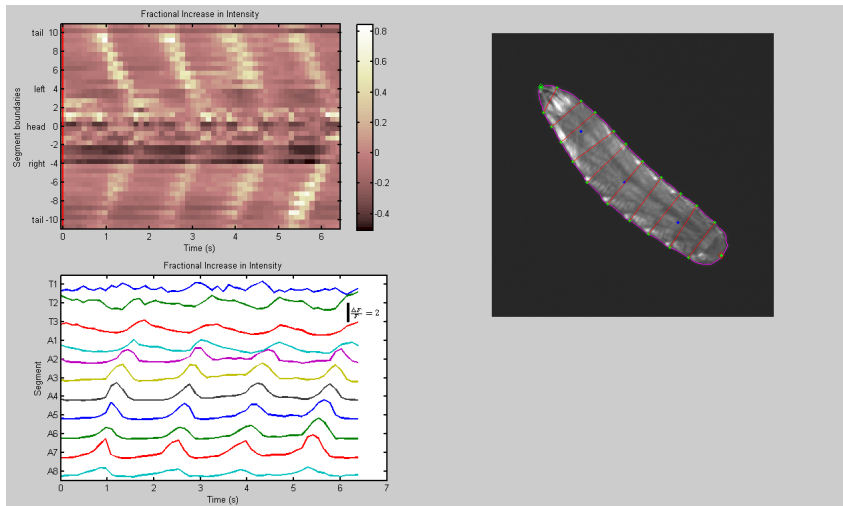 Fractional Increase in Intensity
Segment boundaries
tail 10
8
6
left 4
2
head 0
-2
right -4
-6
-8
tail -10
0 1 2 3 4 5 6
Time (s)
0.8
0.6
0.4
0.2
0
-0.2
-0.4
Fractional Increase in Intensity
Segment
T1
T2
T3
A1
A2
A3
A4
A5
A6
A7
A8
ΔF/F = 2
0 1 2 3 4 5 6 7
Time (s)